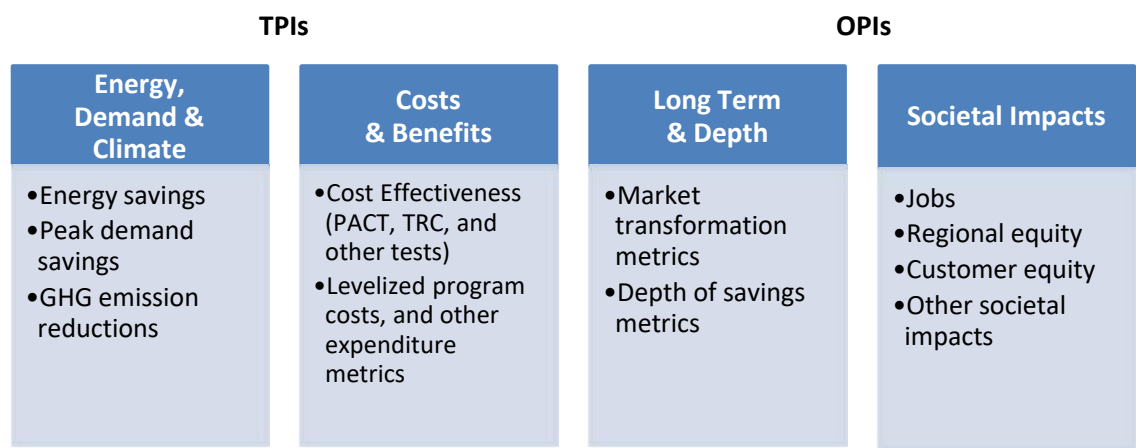 TPIs
OPIs
Energy,
Demand &
Climate
•Energy savings
•Peak demand
savings
•GHG emission
reductions
Costs
& Benefits
•Cost Effectiveness
(PACT, TRC, and
other tests)
•Levelized program
costs, and other
expenditure
metrics
Long Term
& Depth
•Market
transformation
metrics
•Depth of savings
metrics
Societal Impacts
•Jobs
•Regional equity
•Customer equity
•Other societal
impacts